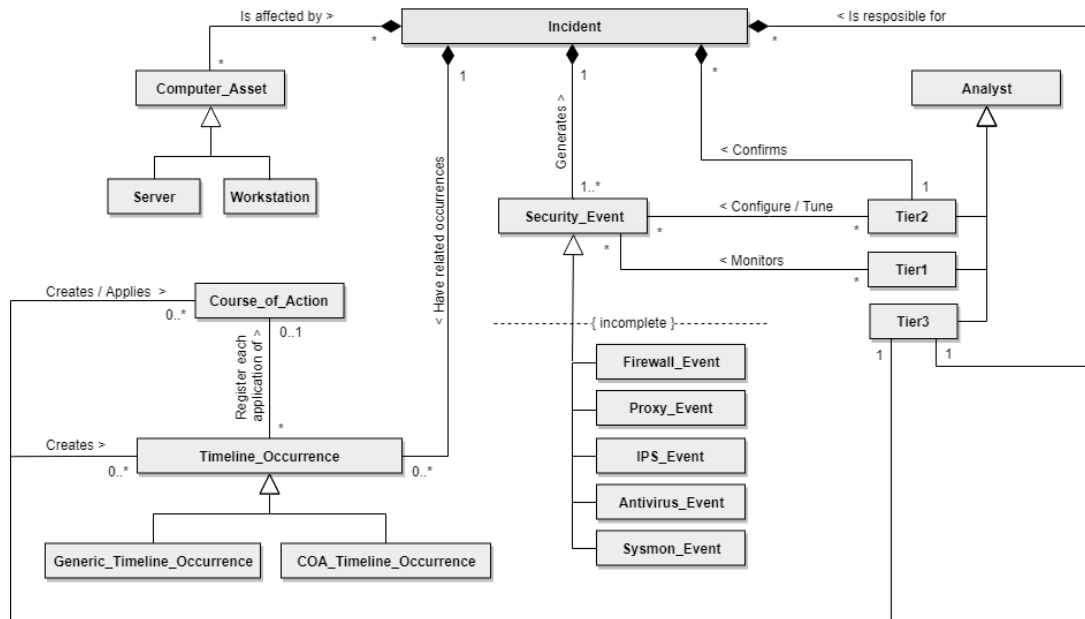 Is affected by >
Incident
< Is resposible for
*
*
*
1
1
*
Computer_Asset
Analyst
Server
Workstation
< Have related occurrences
Generates >
< Confirms
1..*
1
Security_Event
< Configure / Tune
Tier2
*
*
< Monitors
Tier1
*
*
Creates / Applies >
Course_of_Action
0..*
0..1
Tier3
{ incomplete }
1
1
Register each
application of >
Firewall_Event
Proxy_Event
*
Creates >
Timeline_Occurrence
0..*
0..*
IPS_Event
Antivirus_Event
Sysmon_Event
Generic_Timeline_Occurrence
COA_Timeline_Occurrence